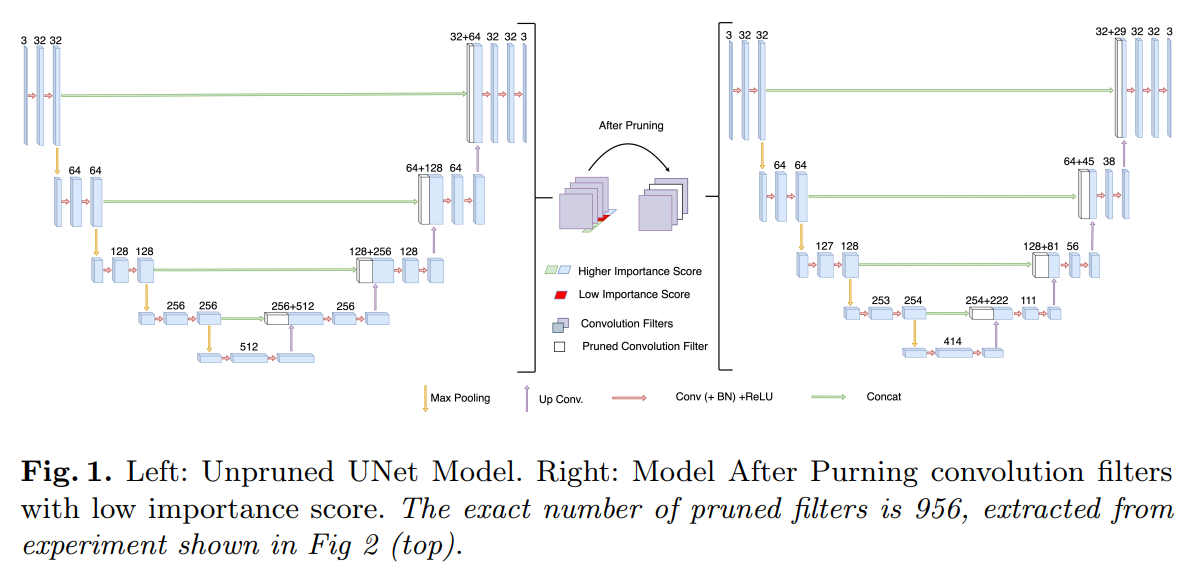 3 32 32
32+64 32 32 3
64 64
64+128 64
128 128
128+256 128
256 256
256+512 256
512
After Pruning
Higher Importance Score
Low Importance Score
Convolution Filters
Pruned Convolution Filter
3 32 32
32+29 32 32 3
64 64
64+45 38
127 128
128+81 56
253 254
254+222 111
414
Max Pooling
Up Conv.
Conv (+ BN) +ReLU
Concat
Fig. 1. Left: Unpruned UNet Model. Right: Model After Purning convolution filters
with low importance score. The exact number of pruned filters is 956, extracted from
experiment shown in Fig 2 (top).